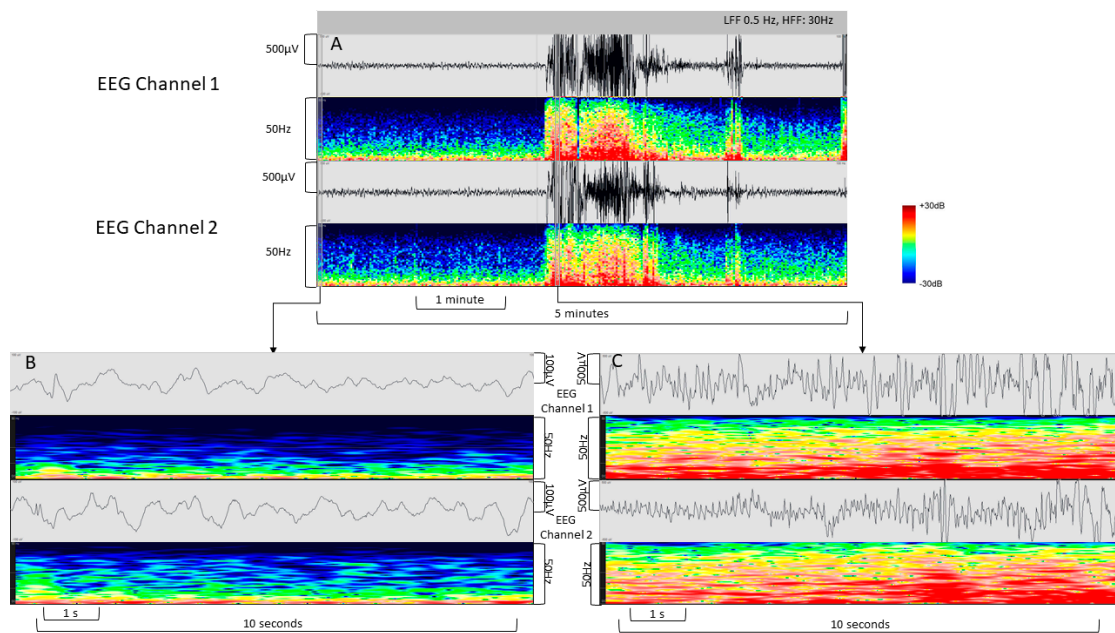 LFF 0.5 Hz, HFF: 30Hz
A
500µV
EEG Channel 1
50Hz
500µV
EEG Channel 2
50Hz
+30dB
-30dB
1 minute
5 minutes
B
100µV
EEG
Channel 1
50Hz
100µV
EEG
Channel 2
50Hz
1 s
10 seconds
C
500µV
50Hz
500µV
50Hz
1 s
10 seconds